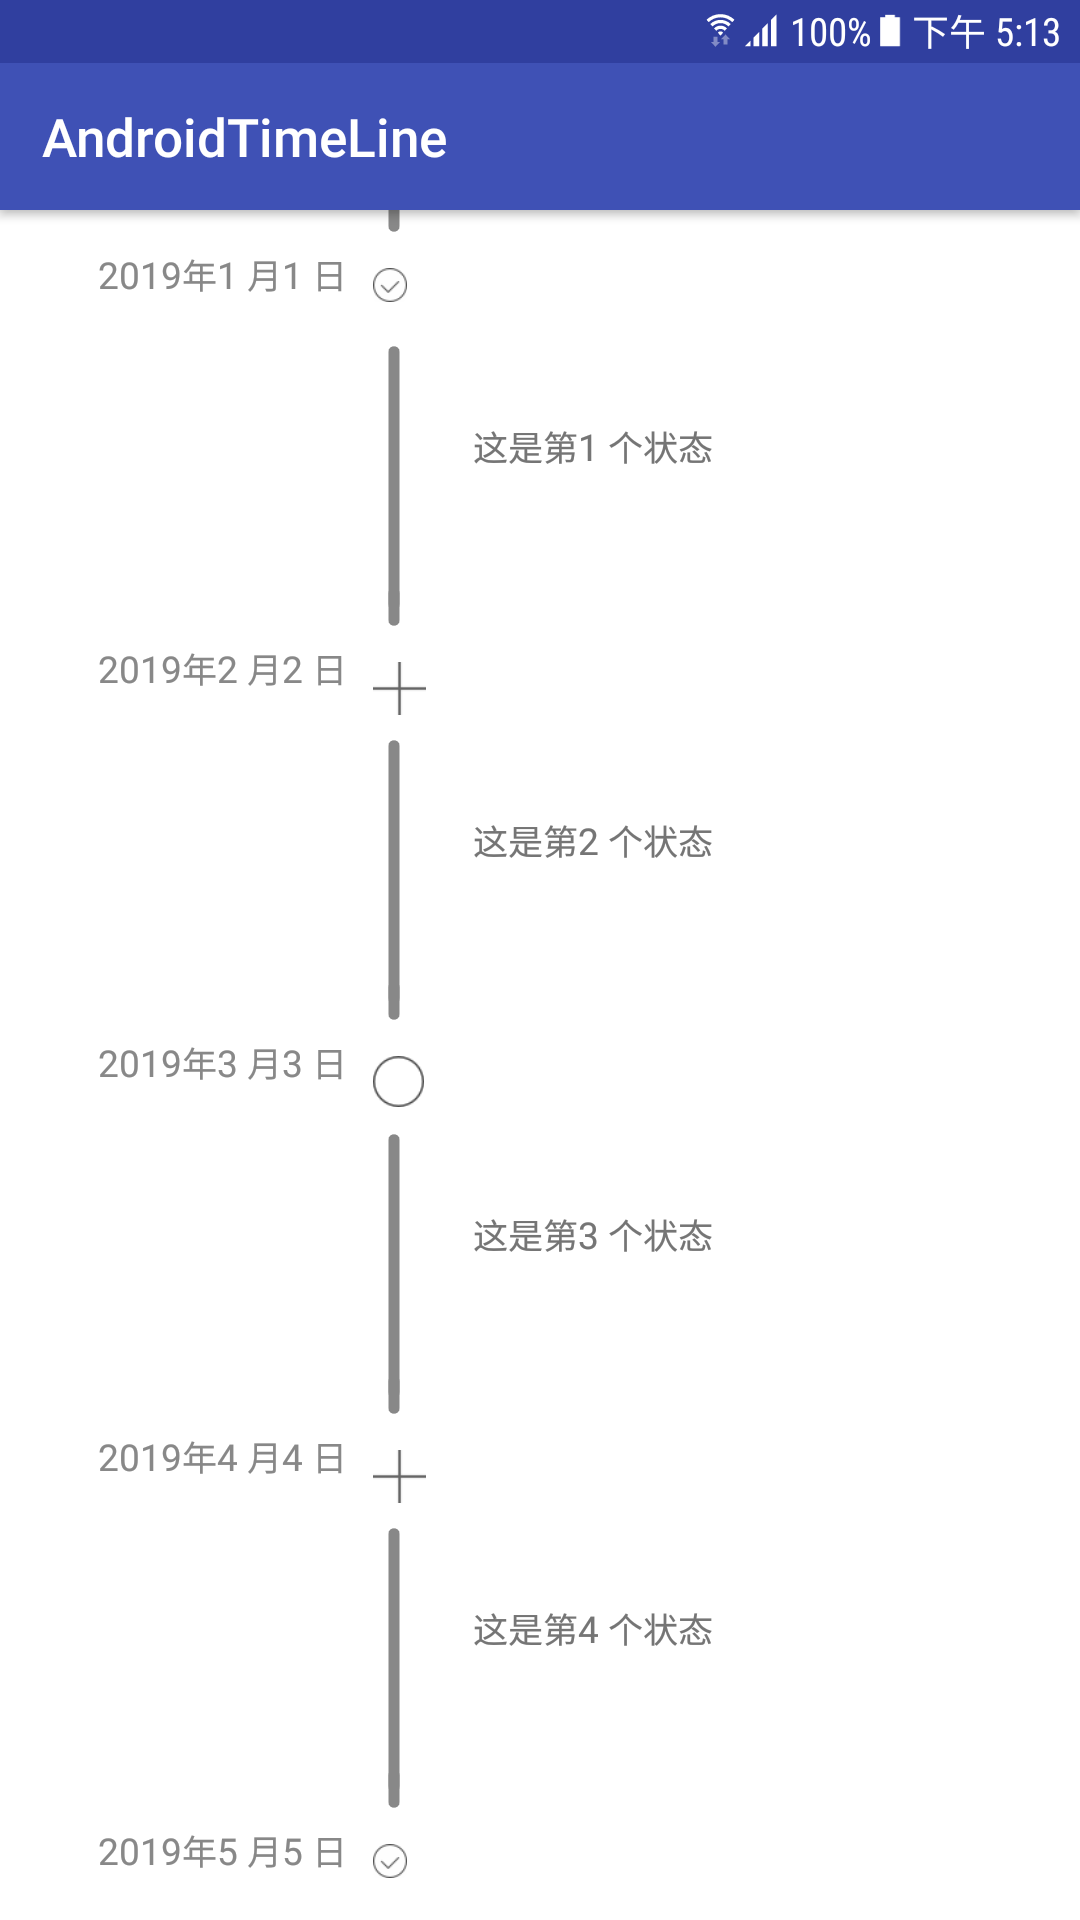 100% 下午 5:13
AndroidTimeLine
2019年1 月1 日
这是第1 个状态
2019年2 月2 日
这是第2 个状态
2019年3 月3 日
这是第3 个状态
2019年4 月4 日
这是第4 个状态
2019年5 月5 日